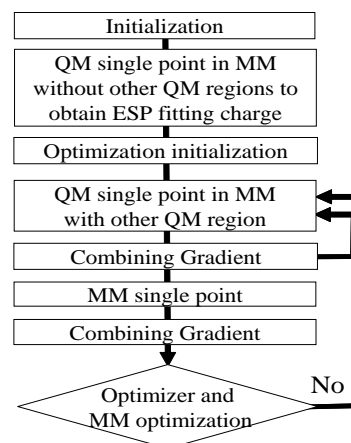 Initialization
QM single point in MM
without other QM regions to
obtain ESP fitting charge
Optimization initialization
QM single point in MM
with other QM region
Combining Gradient
MM single point
Combining Gradient
Optimizer and
MM optimization
No